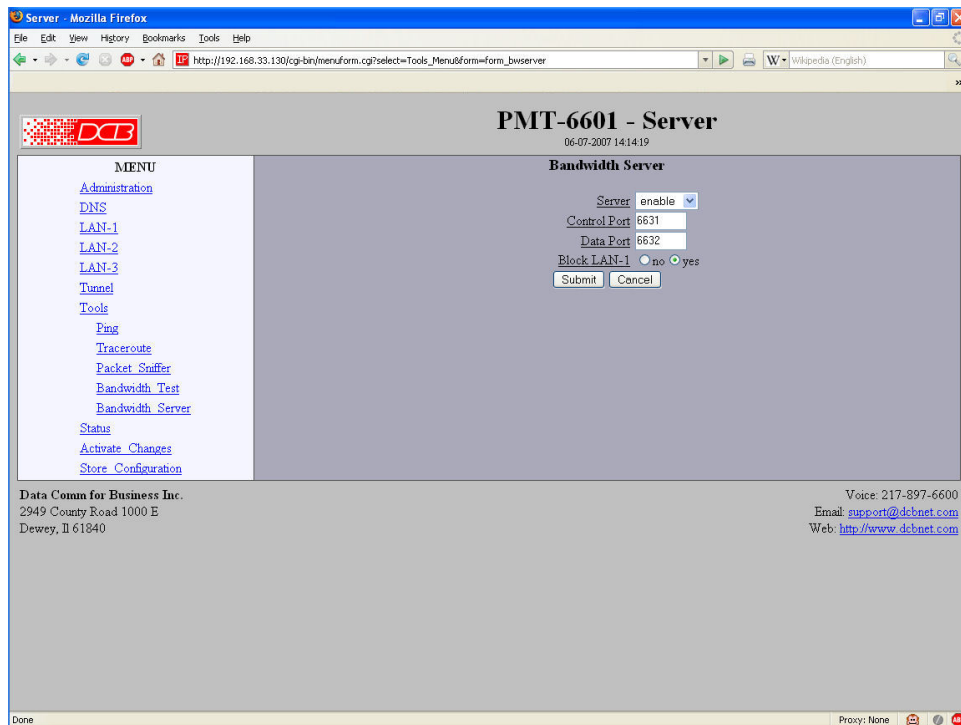 Server - Mozilla Firefox
File Edit View History Bookmarks Tools Help
ABP IP http://192.168.33.130/cgi-bin/menuform.cgi?select=Tools_Menu&form=form_bwserver W Wikipedia (English)
»
DCB
PMT-6601 - Server
06-07-2007 14:14:19
MENU
Administration
DNS
LAN-1
LAN-2
LAN-3
Tunnel
Tools
Ping
Traceroute
Packet Sniffer
Bandwidth Test
Bandwidth Server
Status
Activate Changes
Store Configuration
Bandwidth Server
Server enable
Control Port 6631
Data Port 6632
Block LAN-1 no yes
Submit Cancel
Data Comm for Business Inc.
2949 County Road 1000 E
Dewey, Il 61840
Voice: 217-897-6600
Email: support@dcbnet.com
Web: http://www.dcbnet.com
Done Proxy: None